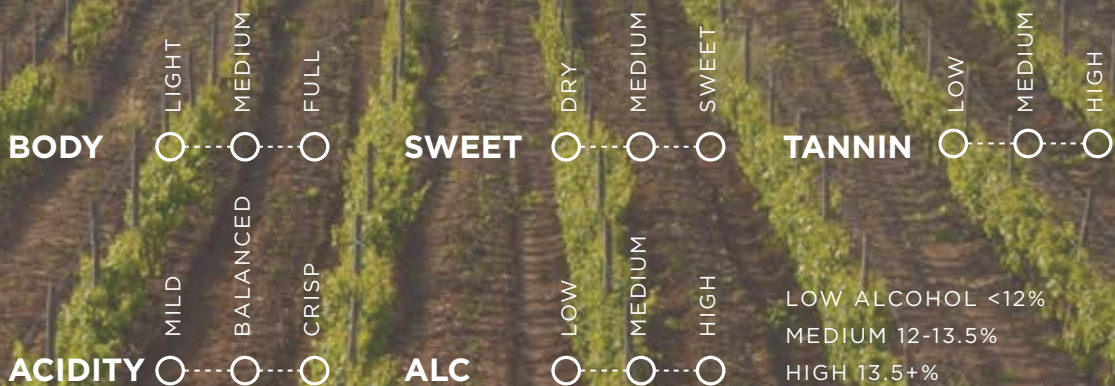 LIGHT MEDIUM FULL
BODY
DRY MEDIUM SWEET
SWEET
LOW MEDIUM HIGH
TANNIN
MILD BALANCED CRISP
ACIDITY
LOW MEDIUM HIGH
ALC
LOW ALCOHOL <12%
MEDIUM 12-13.5%
HIGH 13.5+%